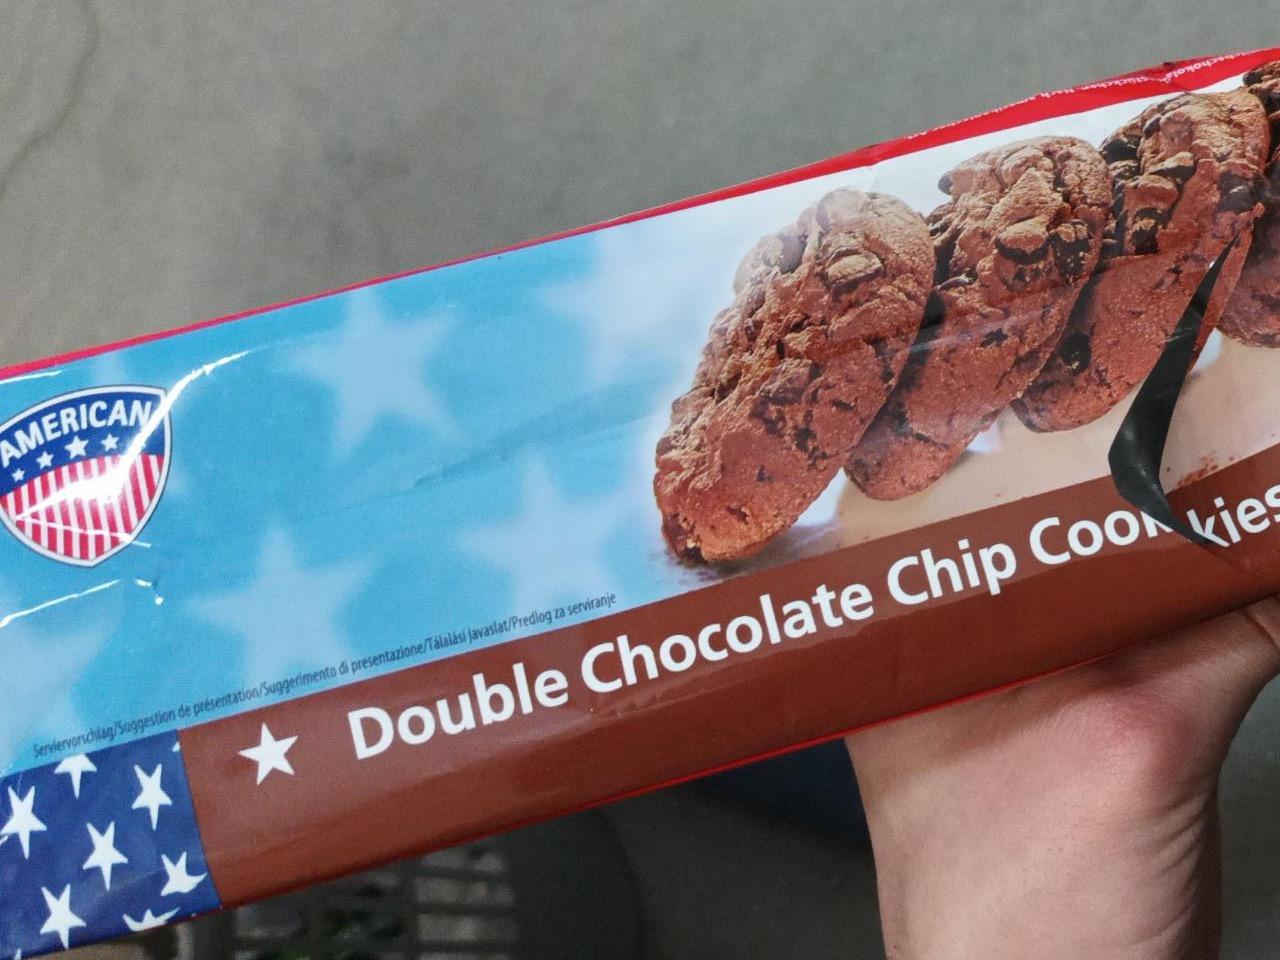 AMERICAN
Serviervorschlag/Suggestion de présentation/Suggerimento di presentazione/Tálalási javaslat/Predlog za serviranje
Double Chocolate Chip Cookies